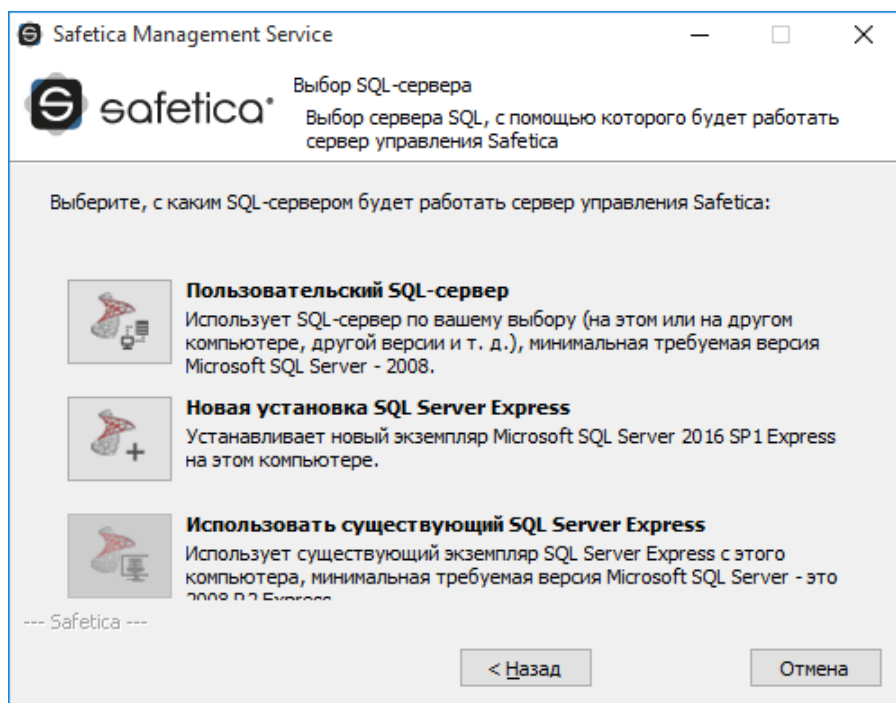 Safetica Management Service
safetica
Выбор SQL-сервера
Выбор сервера SQL, с помощью которого будет работать
сервер управления Safetica
Выберите, с каким SQL-сервером будет работать сервер управления Safetica:
Пользовательский SQL-сервер
Использует SQL-сервер по вашему выбору (на этом или на другом
компьютере, другой версии и т. д.), минимальная требуемая версия
Microsoft SQL Server - 2008.
Новая установка SQL Server Express
Устанавливает новый экземпляр Microsoft SQL Server 2016 SP1 Express
на этом компьютере.
Использовать существующий SQL Server Express
Использует существующий экземпляр SQL Server Express с этого
компьютера, минимальная требуемая версия Microsoft SQL Server - это
2008 R2 Express.
--- Safetica ---
< Назад
Отмена